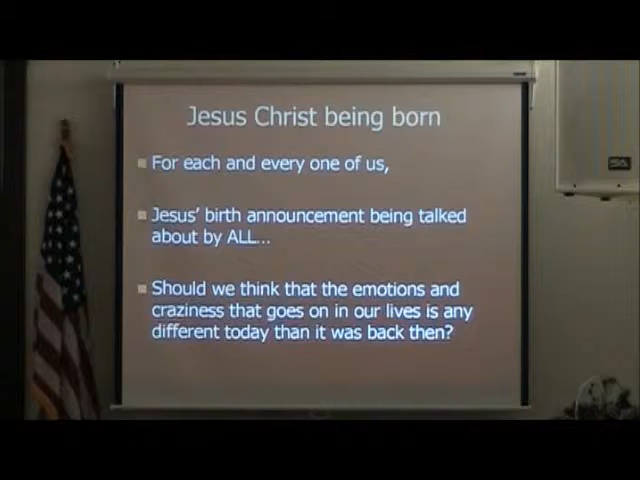 Jesus Christ being born
For each and every one of us,
Jesus' birth announcement being talked
about by ALL...
Should we think that the emotions and
craziness that goes on in our lives is any
different today than it was back then?